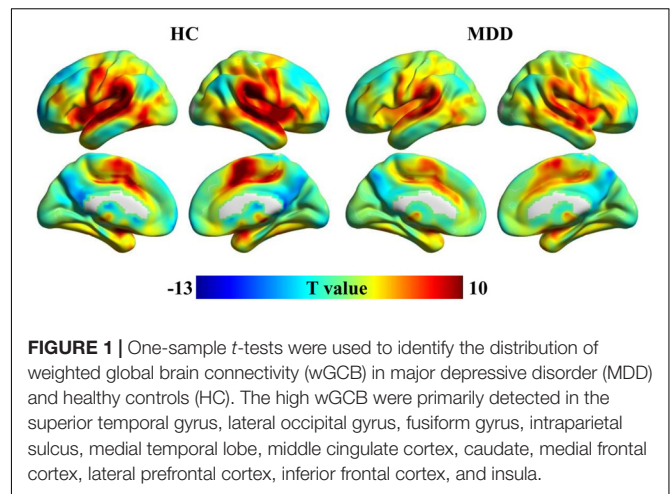 HC MDD
-13 T value 10
FIGURE 1 | One-sample t-tests were used to identify the distribution of
weighted global brain connectivity (wGCB) in major depressive disorder (MDD)
and healthy controls (HC). The high wGCB were primarily detected in the
superior temporal gyrus, lateral occipital gyrus, fusiform gyrus, intraparietal
sulcus, medial temporal lobe, middle cingulate cortex, caudate, medial frontal
cortex, lateral prefrontal cortex, inferior frontal cortex, and insula.